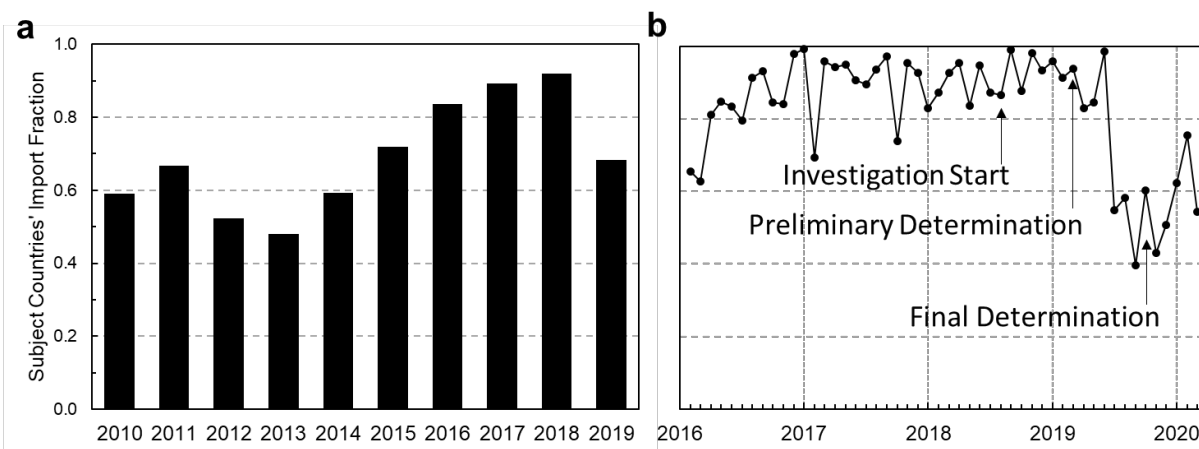 a
Subject Countries' Import Fraction
1.0
0.8
0.6
0.4
0.2
0.0
2010 2011 2012 2013 2014 2015 2016 2017 2018 2019
b
Investigation Start
Preliminary Determination
Final Determination
2016 2017 2018 2019 2020